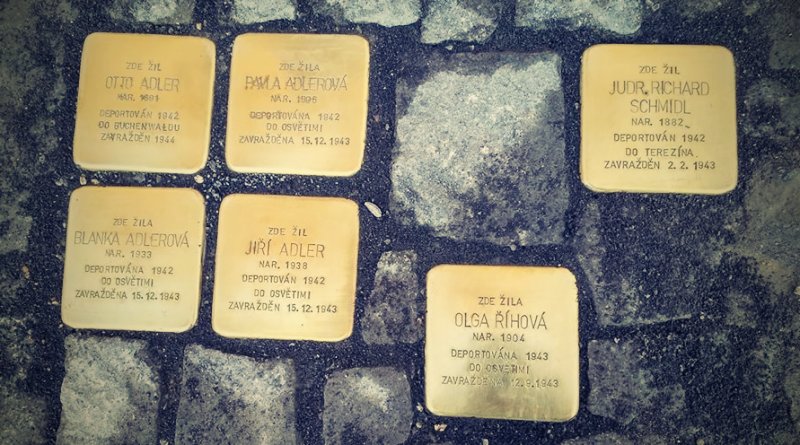 ZDE ŽIL
OTTO ADLER
NAR. 1891
DEPORTOVÁN 1942
DO BUCHENWALDU
ZAVRAŽDĚN 1944
ZDE ŽILA
PAVLA ADLEROVÁ
NAR. 1906
DEPORTOVÁNA 1942
DO OSVĚTIMI
ZAVRAŽDĚNA 15.12.1943
ZDE ŽIL
JUDR. RICHARD
SCHMIDL
NAR. 1882
DEPORTOVÁN 1942
DO TEREZÍNA
ZAVRAŽDĚN 2.2.1943
ZDE ŽILA
BLANKA ADLEROVÁ
NAR. 1933
DEPORTOVÁNA 1942
DO OSVĚTIMI
ZAVRAŽDĚNA 15.12.1943
ZDE ŽIL
JIŘÍ ADLER
NAR. 1938
DEPORTOVÁN 1942
DO OSVĚTIMI
ZAVRAŽDĚN 15.12.1943
ZDE ŽILA
OLGA ŘÍHOVÁ
NAR. 1904
DEPORTOVÁNA 1943
DO OSVĚTIMI
ZAVRAŽDĚNA 12.9.1943